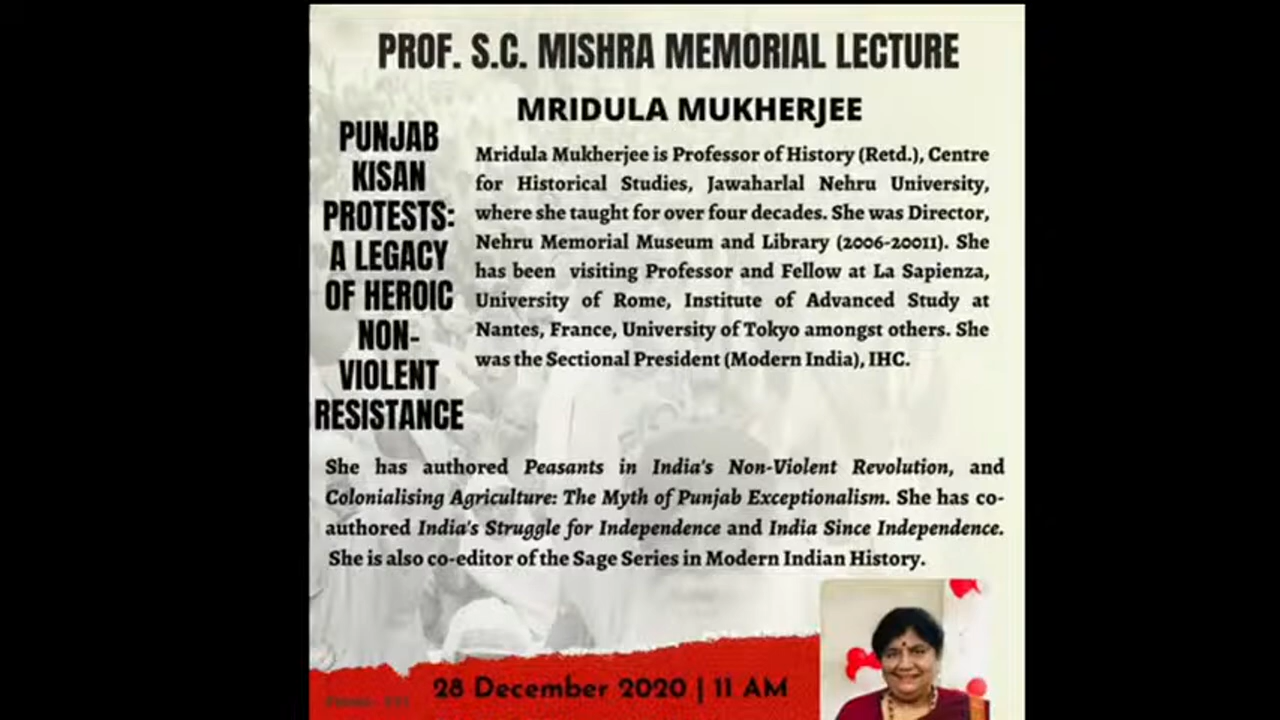 PROF. S.C. MISHRA MEMORIAL LECTURE
MRIDULA MUKHERJEE
PUNJAB
KISAN
PROTESTS:
A LEGACY
OF HEROIC
NON-
VIOLENT
RESISTANCE
Mridula Mukherjee is Professor of History (Retd.), Centre
for Historical Studies, Jawaharlal Nehru University,
where she taught for over four decades. She was Director,
Nehru Memorial Museum and Library (2006-20011). She
has been visiting Professor and Fellow at La Sapienza,
University of Rome, Institute of Advanced Study at
Nantes, France, University of Tokyo amongst others. She
was the Sectional President (Modern India), IHC.
She has authored Peasants in India's Non-Violent Revolution, and
Colonialising Agriculture: The Myth of Punjab Exceptionalism. She has co-
authored India's Struggle for Independence and India Since Independence.
She is also co-editor of the Sage Series in Modern Indian History.
28 December 2020 | 11 AM